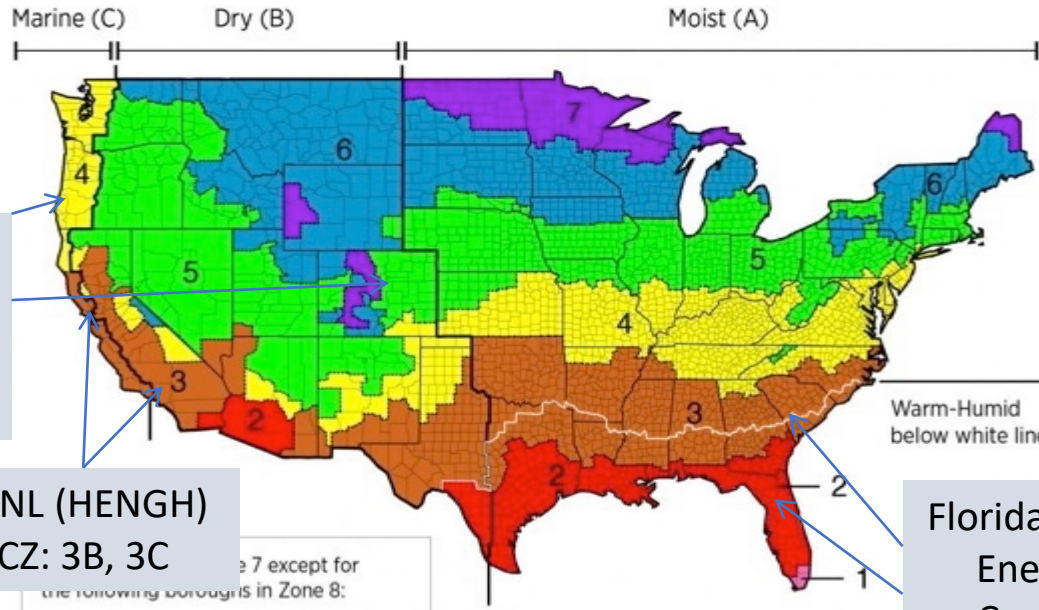 Marine (C)
Dry (B)
Moist (A)
7
6
6
4
5
5
4
3
3
2
2
2
1
Warm-Humid
below white line
NL (HENGH)
CZ: 3B, 3C
7 except for
the following boroughs in Zone 8:
Florida
Ene